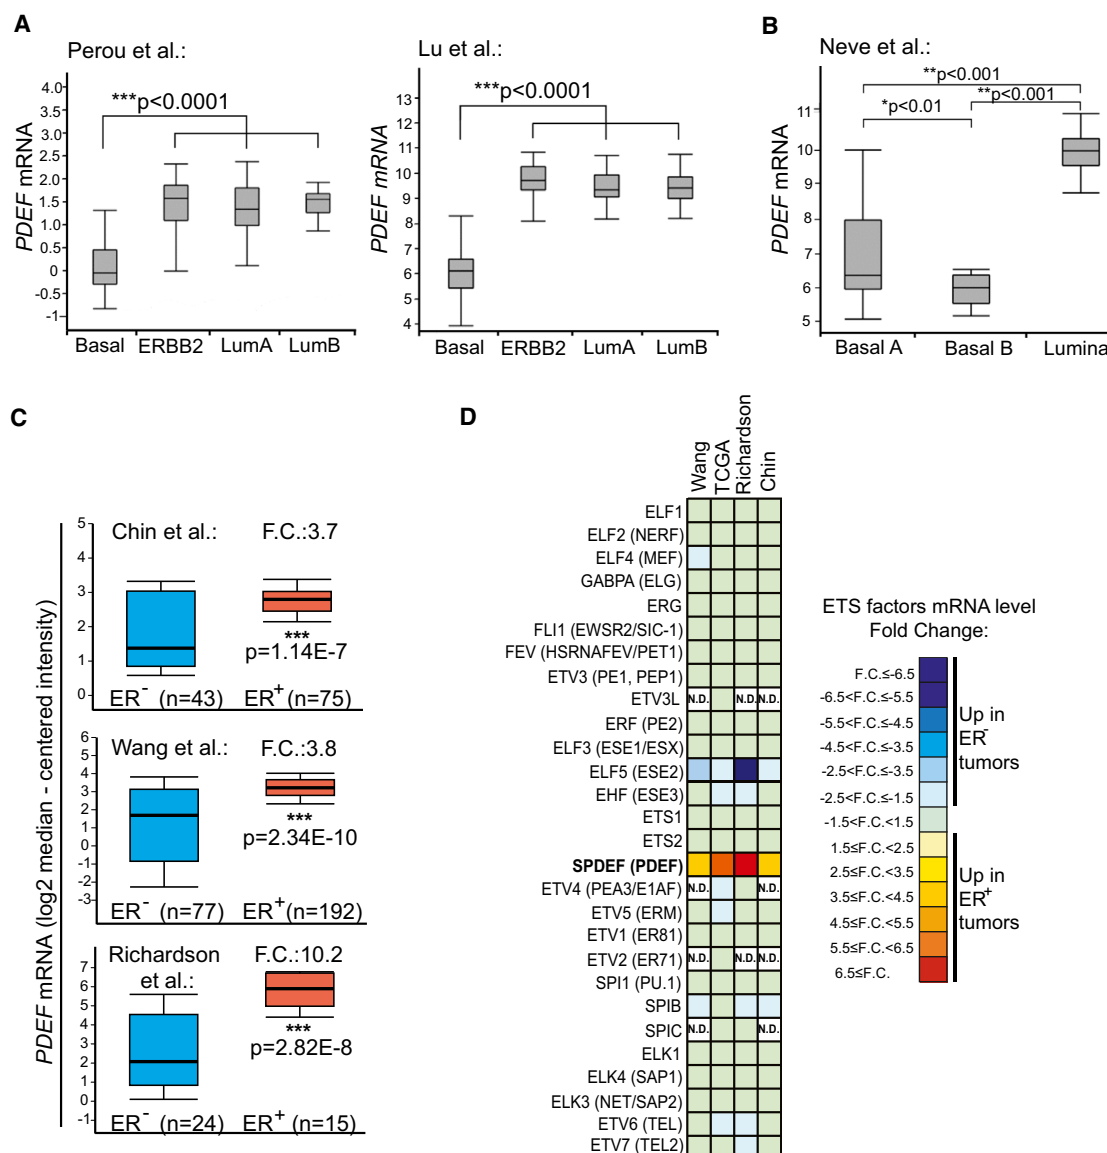 A
Perou et al.:
PDEF mRNA
4.0
3.5
3.0
2.5
2.0
1.5
1.0
0.5
0
-0.5
-1
***p<0.0001
Basal ERBB2 LumA LumB
Lu et al.:
PDEF mRNA
13
12
11
10
9
8
7
6
5
4
***p<0.0001
Basal ERBB2 LumA LumB
B
Neve et al.:
PDEF mRNA
11
10
9
8
7
6
5
**p<0.001
*p<0.01
**p<0.001
Basal A Basal B Lumina
C
PDEF mRNA (log2 median - centered intensity)
Chin et al.: F.C.:3.7
5
4
3
2
1
0
***
p=1.14E-7
ER- (n=43) ER+ (n=75)
Wang et al.: F.C.:3.8
6
5
4
3
2
1
0
-1
-2
-3
***
p=2.34E-10
ER- (n=77) ER+(n=192)
Richardson F.C.:10.2
et al.:
7
6
5
4
3
2
1
0
-1
***
p=2.82E-8
ER- (n=24) ER+ (n=15)
D
Wang
TCGA
Richardson
Chin
ELF1
ELF2 (NERF)
ELF4 (MEF)
GABPA (ELG)
ERG
FLI1 (EWSR2/SIC-1)
FEV (HSRNAFEV/PET1)
ETV3 (PE1, PEP1)
ETV3L N.D. N.D. N.D.
ERF (PE2)
ELF3 (ESE1/ESX)
ELF5 (ESE2)
EHF (ESE3)
ETS1
ETS2
SPDEF (PDEF)
ETV4 (PEA3/E1AF) N.D. N.D.
ETV5 (ERM)
ETV1 (ER81)
ETV2 (ER71) N.D. N.D. N.D.
SPI1 (PU.1)
SPIB
SPIC N.D. N.D.
ELK1
ELK4 (SAP1)
ELK3 (NET/SAP2)
ETV6 (TEL)
ETV7 (TEL2)
ETS factors mRNA level
Fold Change:
F.C.≤-6.5
-6.5<F.C.≤-5.5
-5.5<F.C.≤-4.5
-4.5<F.C.≤-3.5
-2.5<F.C.≤-3.5
-2.5<F.C.≤-1.5
-1.5<F.C.<1.5
1.5≤F.C.<2.5
2.5≤F.C.<3.5
3.5≤F.C.<4.5
4.5≤F.C.<5.5
5.5≤F.C.<6.5
6.5≤F.C.
Up in
ER-
tumors
Up in
ER+
tumors